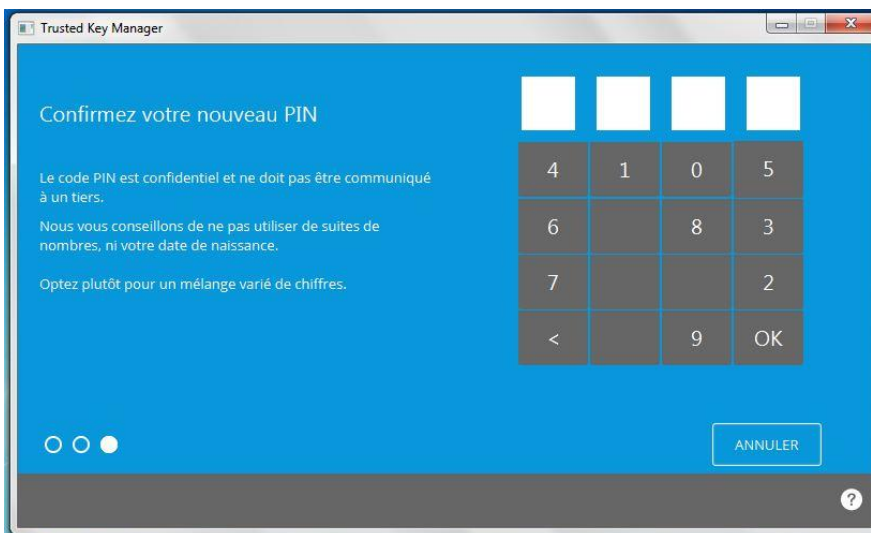 Trusted Key Manager
Confirmez votre nouveau PIN
Le code PIN est confidentiel et ne doit pas être communiqué
à un tiers.
Nous vous conseillons de ne pas utiliser de suites de
nombres, ni votre date de naissance.
Optez plutôt pour un mélange varié de chiffres.
4 1 0 5
6 8 3
7 2
< 9 OK
ANNULER
?